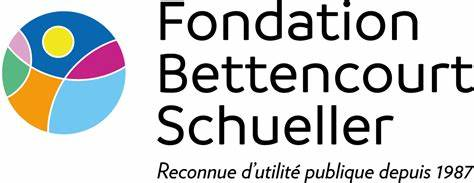 Fondation
Bettencourt
Schueller
Reconnue d'utilité publique depuis 1987